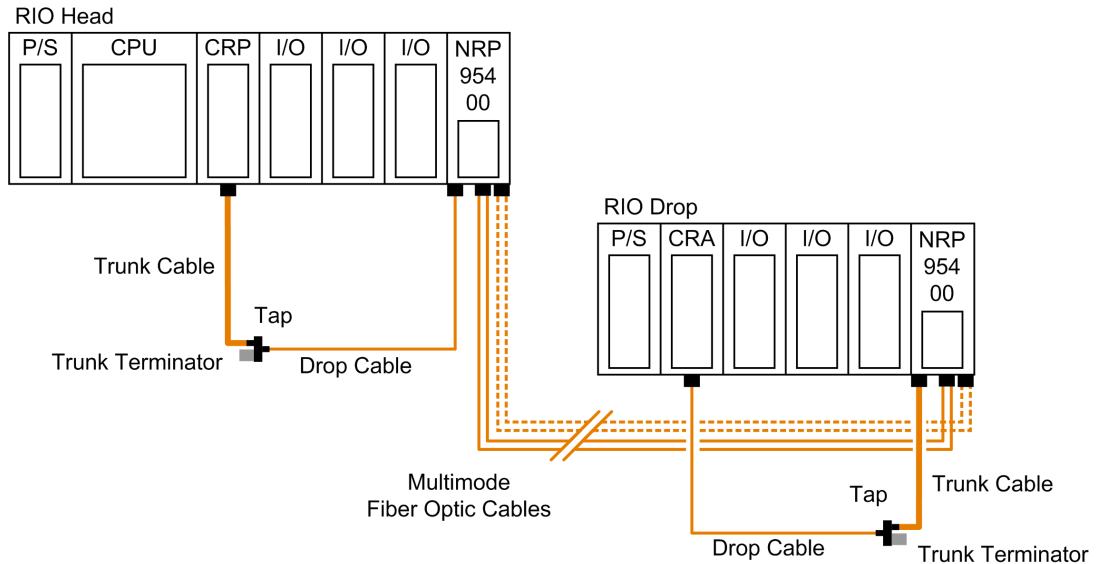 RIO Head
P/S CPU CRP I/O I/O I/O NRP
954
00
Trunk Cable
Tap
Trunk Terminator
Drop Cable
RIO Drop
P/S CRA I/O I/O I/O NRP
954
00
Multimode
Fiber Optic Cables
Tap
Trunk Cable
Drop Cable
Trunk Terminator